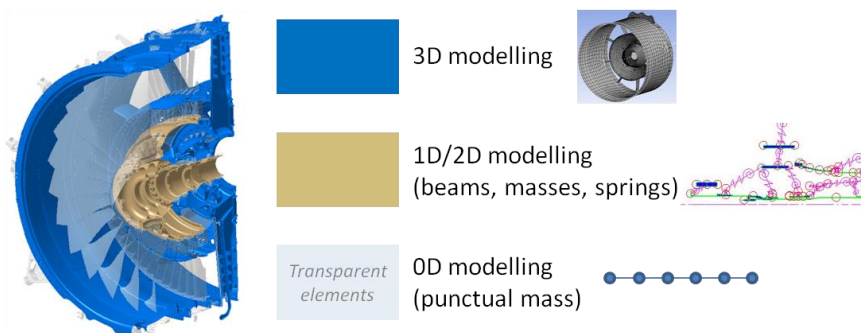 3D modelling
1D/2D modelling
(beams, masses, springs)
Transparent
elements
0D modelling
(punctual mass)